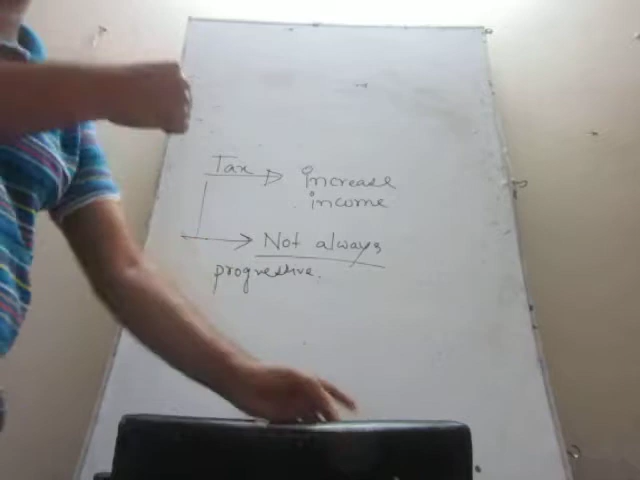 Tax → increase
income
→ Not always
progressive.